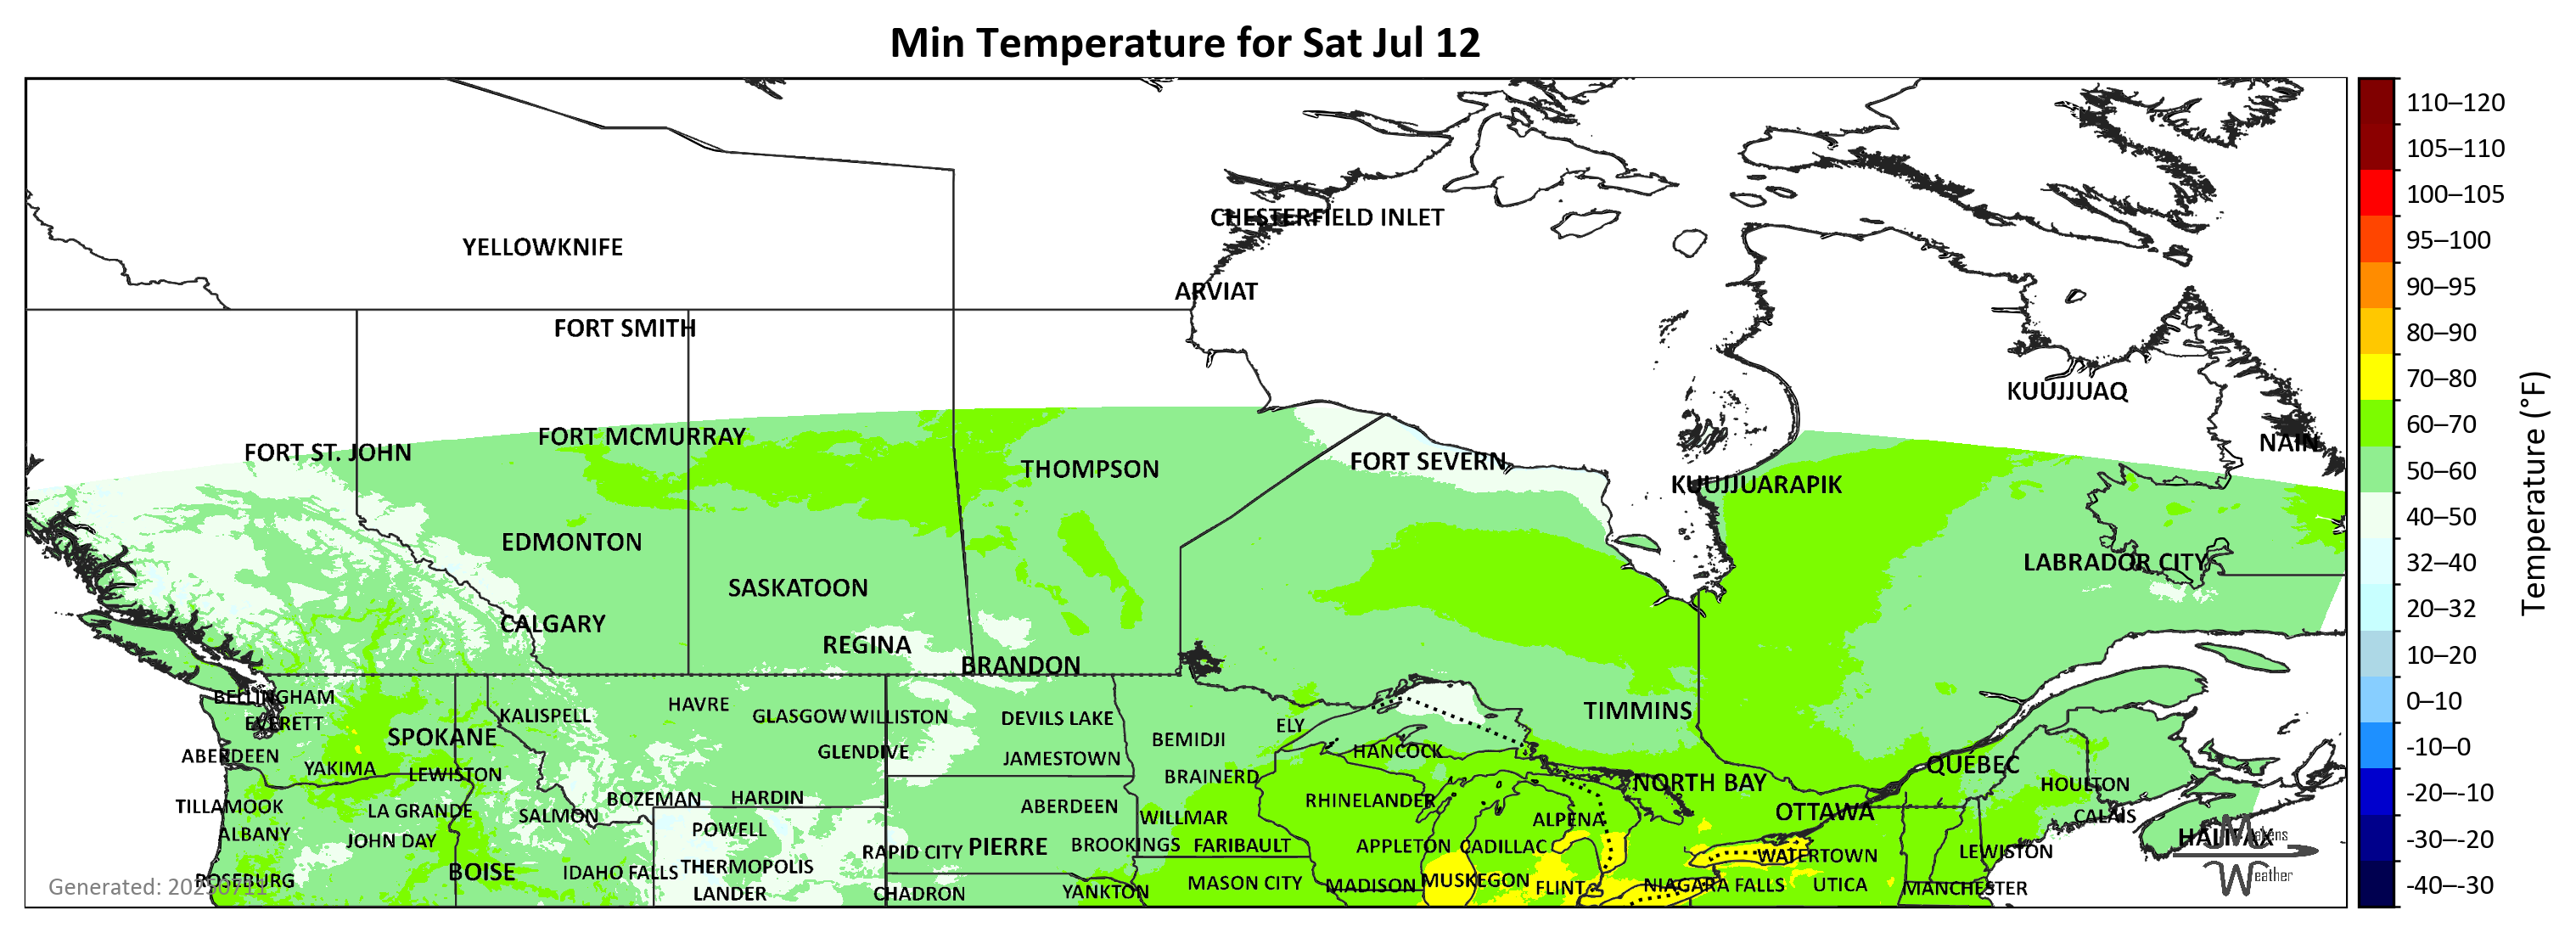 Min Temperature for Sat Jul 12
YELLOWKNIFE
CHESTERFIELD INLET
ARVIAT
FORT SMITH
KUUJJUAQ
FORT ST. JOHN
FORT MCMURRAY
THOMPSON
FORT SEVERN
KUUJJUARAPIK
NAIN
EDMONTON
LABRADOR CITY
SASKATOON
CALGARY
REGINA
BRANDON
BELLINGHAM
EVERETT
KALISPELL
HAVRE
GLASGOW
WILLISTON
DEVILS LAKE
ELY
TIMMINS
ABERDEEN
SPOKANE
GLENDIVE
JAMESTOWN
BEMIDJI
HANCOCK
YAKIMA
LEWISTON
BRAINERD
NORTH BAY
QUÉBEC
HOULTON
TILLAMOOK
LA GRANDE
SALMON
BOZEMAN
HARDIN
ABERDEEN
WILLMAR
RHINELANDER
ALPENA
OTTAWA
CALAIS
ALBANY
JOHN DAY
POWELL
RAPID CITY
PIERRE
BROOKINGS
FARIBAULT
APPLETON
CADILLAC
WATERTOWN
LEWISTON
HALIFAX
ROSEBURG
BOISE
IDAHO FALLS
THERMOPOLIS
LANDER
CHADRON
YANKTON
MASON CITY
MADISON
MUSKEGON
FLINT
NIAGARA FALLS
UTICA
MANCHESTER
Generated: 20250711
Makens
Weather
110–120
105–110
100–105
95–100
90–95
80–90
70–80
60–70
50–60
40–50
32–40
20–32
10–20
0–10
-10–0
-20–-10
-30–-20
-40–-30
Temperature (°F)